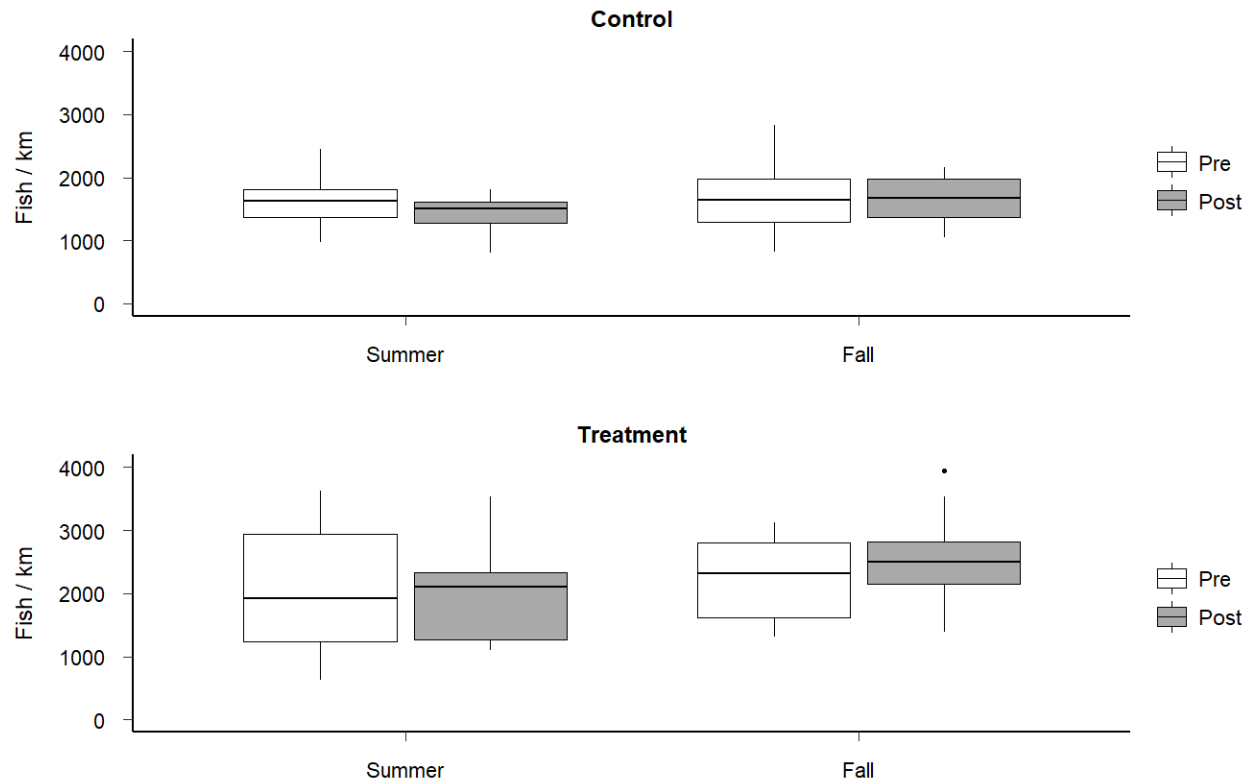 Control
4000
3000
2000
1000
0
Fish / km
Summer
Fall
Pre
Post
Treatment
4000
3000
2000
1000
0
Fish / km
Summer
Fall
Pre
Post